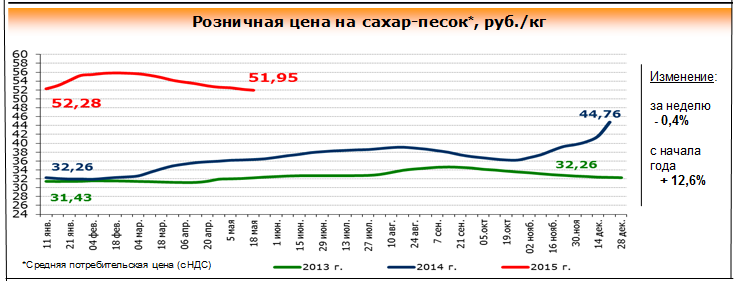 Розничная цена на сахар-песок*, руб./кг
60
58
56
54
52
50
48
46
44
42
40
38
36
34
32
30
28
26
24
52,28
51,95
32,26
44,76
31,43
32,26
Изменение:
за неделю
- 0,4%
с начала
года
+ 12,6%
11 янв.
21 янв.
04 фев.
18 фев.
04 мар.
18 мар.
06 апр.
20 апр.
5 мая
18 мая
1 июн.
15 июн.
29 июн.
13 июл.
27 июл.
10 авг.
24 авг.
7 сен.
21 сен.
05.окт
19.окт
02 нояб.
16 нояб.
30.ноя
14 дек.
28 дек.
*Средняя потребительская цена (с НДС)
2013 г.
2014 г.
2015 г.